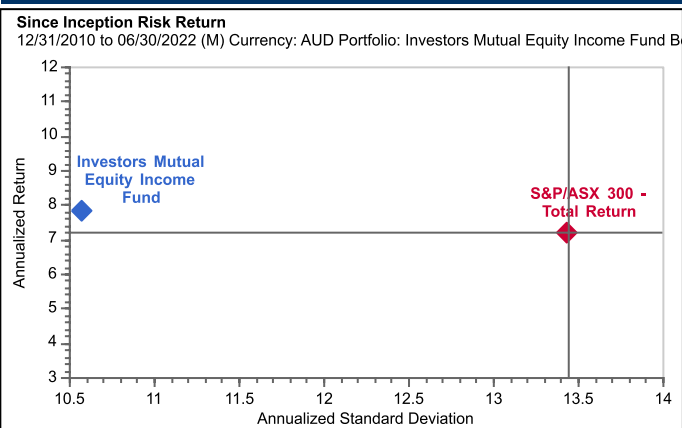 Since Inception Risk Return
12/31/2010 to 06/30/2022 (M) Currency: AUD Portfolio: Investors Mutual Equity Income Fund
12
11
10
9
8
7
6
5
4
3
Annualized Return
Investors Mutual
Equity Income
Fund
S&P/ASX 300 -
Total Return
10.5 11 11.5 12 12.5 13 13.5 14
Annualized Standard Deviation